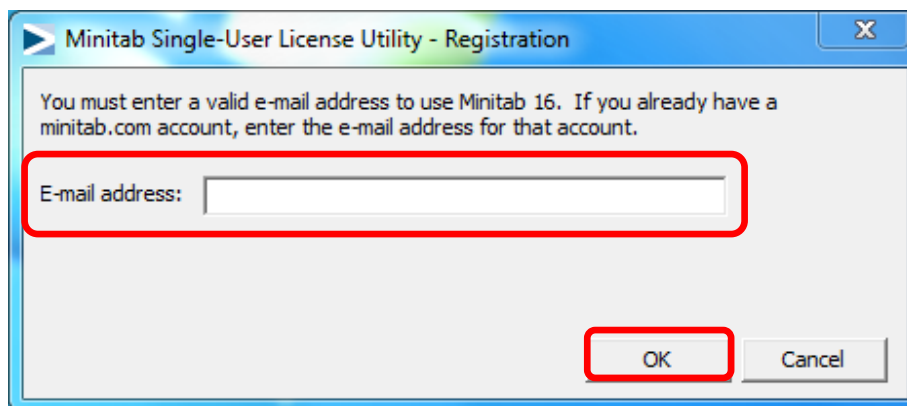 Minitab Single-User License Utility - Registration
You must enter a valid e-mail address to use Minitab 16.  If you already have a
minitab.com account, enter the e-mail address for that account.
E-mail address:
OK
Cancel